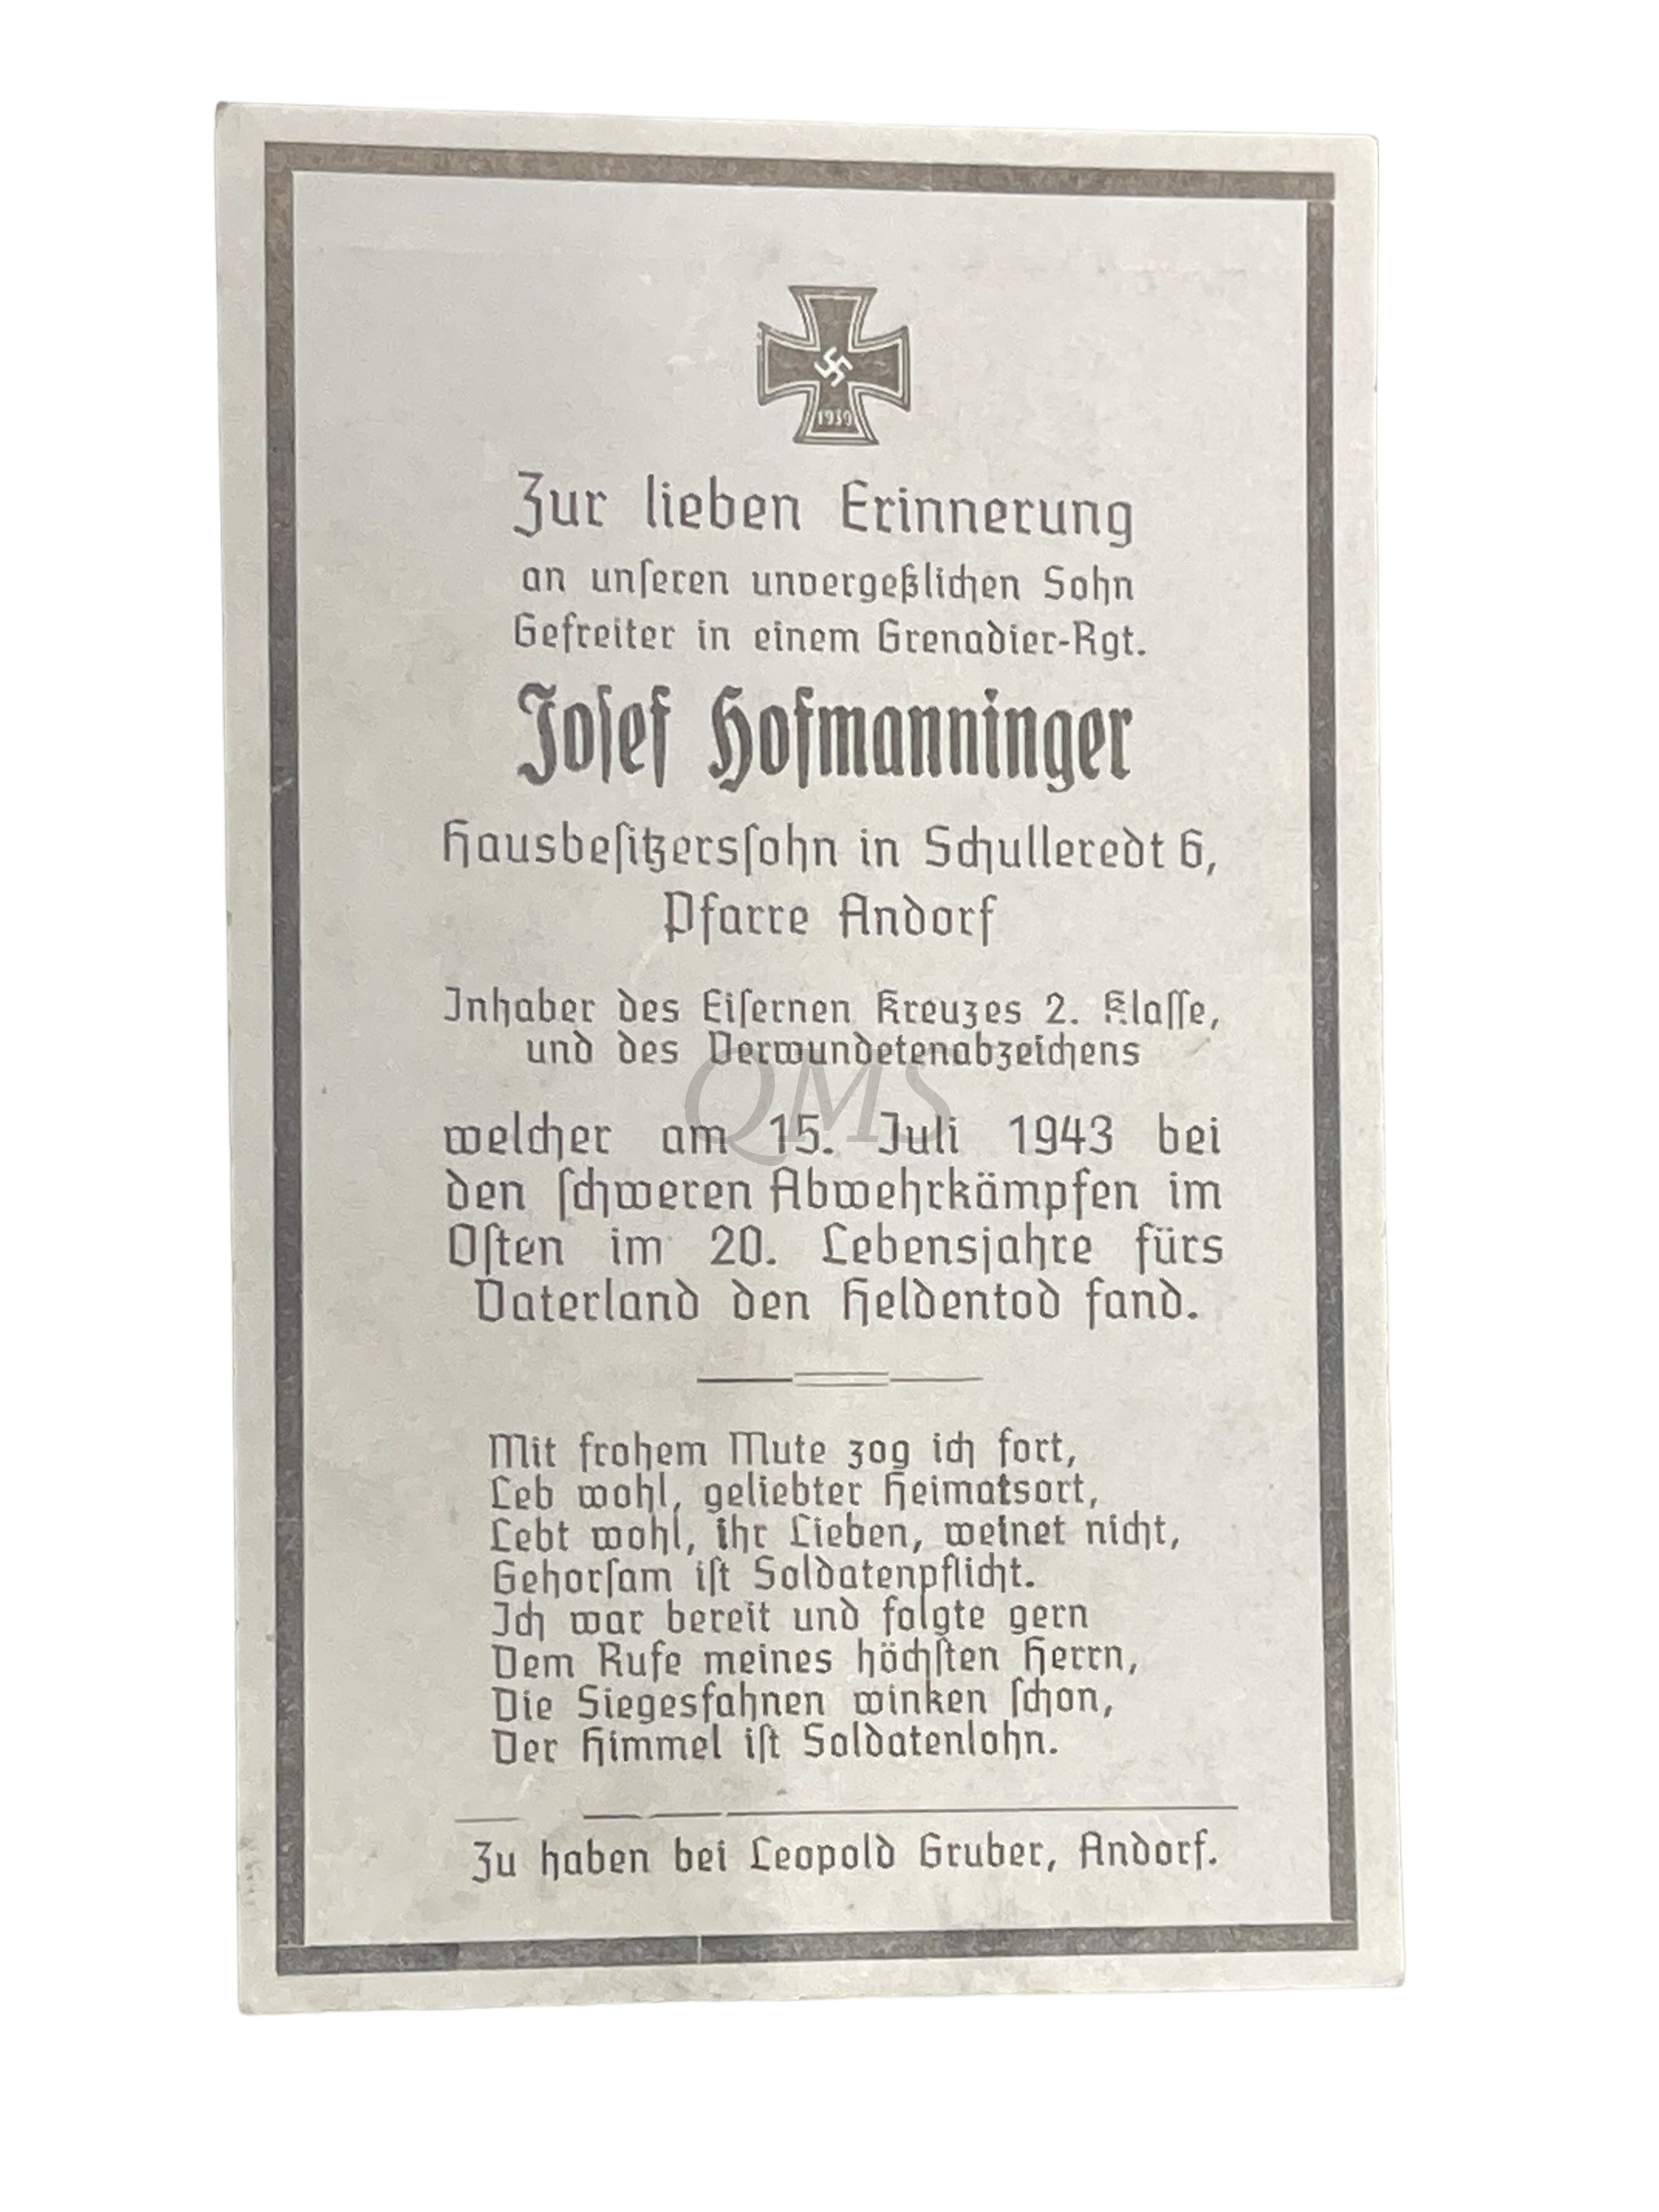 1939
Zur lieben Erinnerung
an unſeren unvergeßlichen Sohn
Gefreiter in einem Grenadier-Rgt.
Joſef Hofmanninger
Hausbeſitzersſohn in Schulleredt 6,
Pfarre Andorf
Inhaber des Eiſernen Kreuzes 2. Klaſſe,
und des Verwundetenabzeichens
QMS
welcher am 15. Juli 1943 bei
den ſchweren Abwehrkämpfen im
Oſten im 20. Lebensjahre fürs
Vaterland den Heldentod fand.
Mit frohem Mute zog ich fort,
Leb wohl, geliebter Heimatsort,
Lebt wohl, ihr Lieben, weinet nicht,
Gehorſam iſt Soldatenpflicht.
Ich war bereit und folgte gern
Dem Rufe meines höchſten Herrn,
Die Siegesfahnen winken ſchon,
Der Himmel iſt Soldatenlohn.
Zu haben bei Leopold Gruber, Andorf.